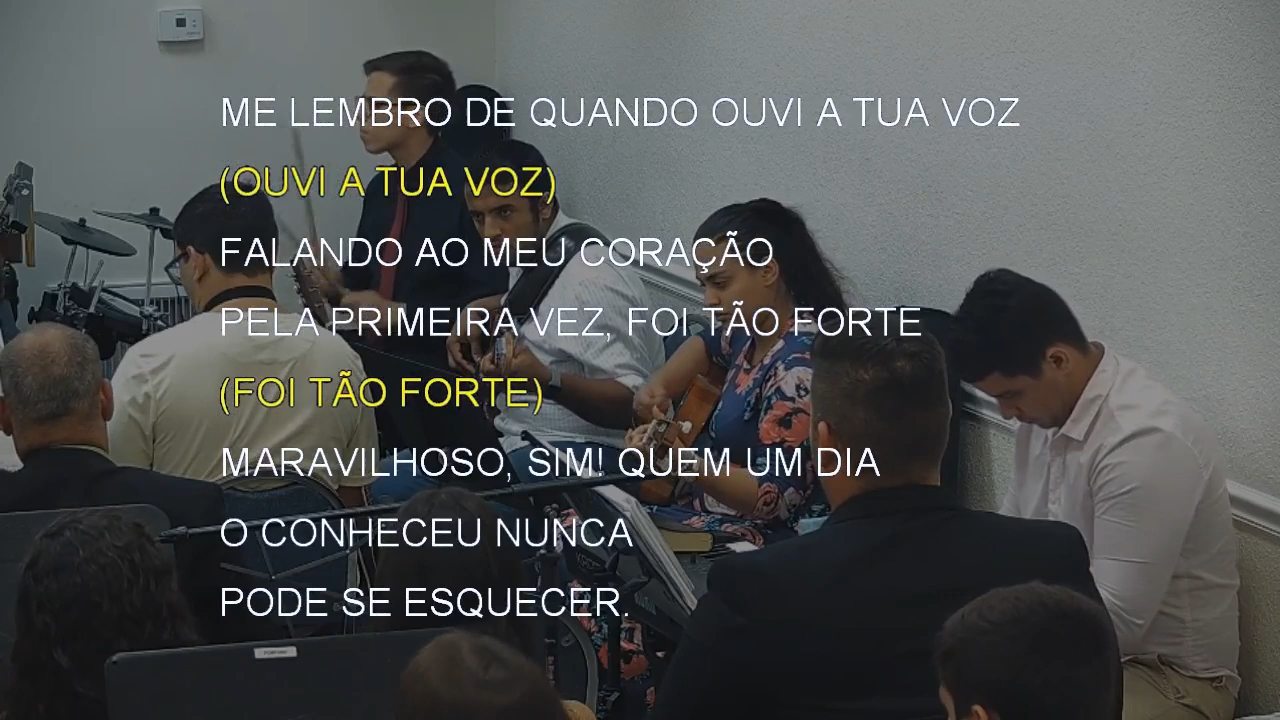 ME LEMBRO DE QUANDO OUVI A TUA VOZ
(OUVI A TUA VOZ)
FALANDO AO MEU CORAÇÃO
PELA PRIMEIRA VEZ, FOI TÃO FORTE
(FOI TÃO FORTE)
MARAVILHOSO, SIM! QUEM UM DIA
O CONHECEU NUNCA
PODE SE ESQUECER.